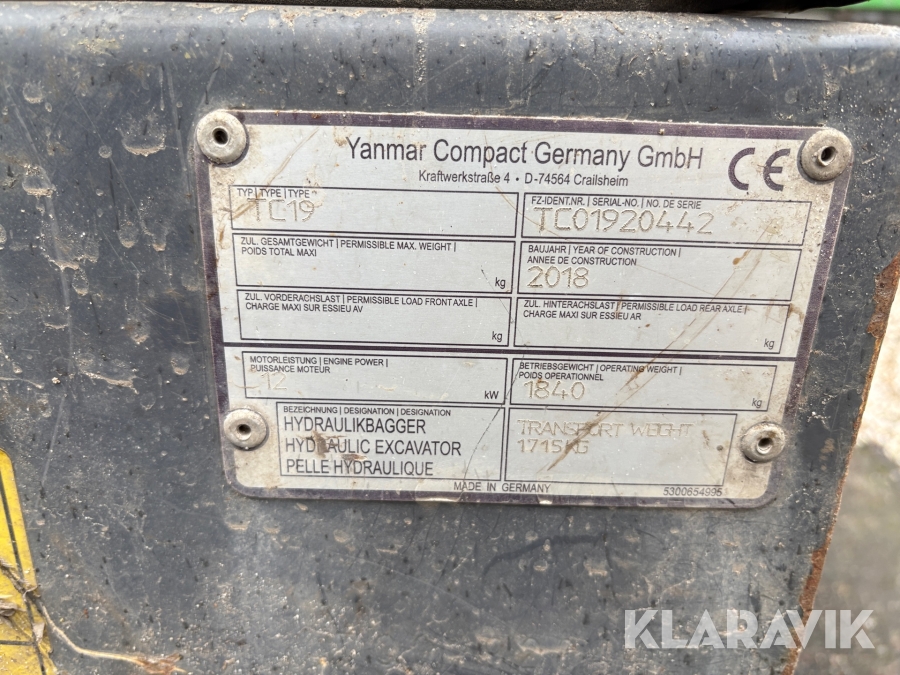 Yanmar Compact Germany GmbH
Kraftwerkstraße 4 • D-74564 Crailsheim
CE
TYP | TYPE | TYPE
TC19
FZ-IDENT.NR. | SERIAL-NO. | NO. DE SERIE
TC01920442
ZUL. GESAMTGEWICHT | PERMISSIBLE MAX. WEIGHT |
POIDS TOTAL MAXI
kg
BAUJAHR | YEAR OF CONSTRUCTION |
ANNEE DE CONSTRUCTION
2018
ZUL. VORDERACHSLAST | PERMISSIBLE LOAD FRONT AXLE |
CHARGE MAXI SUR ESSIEU AV
kg
ZUL. HINTERACHSLAST | PERMISSIBLE LOAD REAR AXLE |
CHARGE MAXI SUR ESSIEU AR
kg
MOTORLEISTUNG | ENGINE POWER |
PUISSANCE MOTEUR
12
kW
BETRIEBSGEWICHT | OPERATING WEIGHT |
POIDS OPERATIONNEL
1840
kg
BEZEICHNUNG | DESIGNATION | DESIGNATION
HYDRAULIKBAGGER
HYDRAULIC EXCAVATOR
PELLE HYDRAULIQUE
TRANSPORT WEIGHT
1715KG
MADE IN GERMANY
5300654995
KLARAVIK